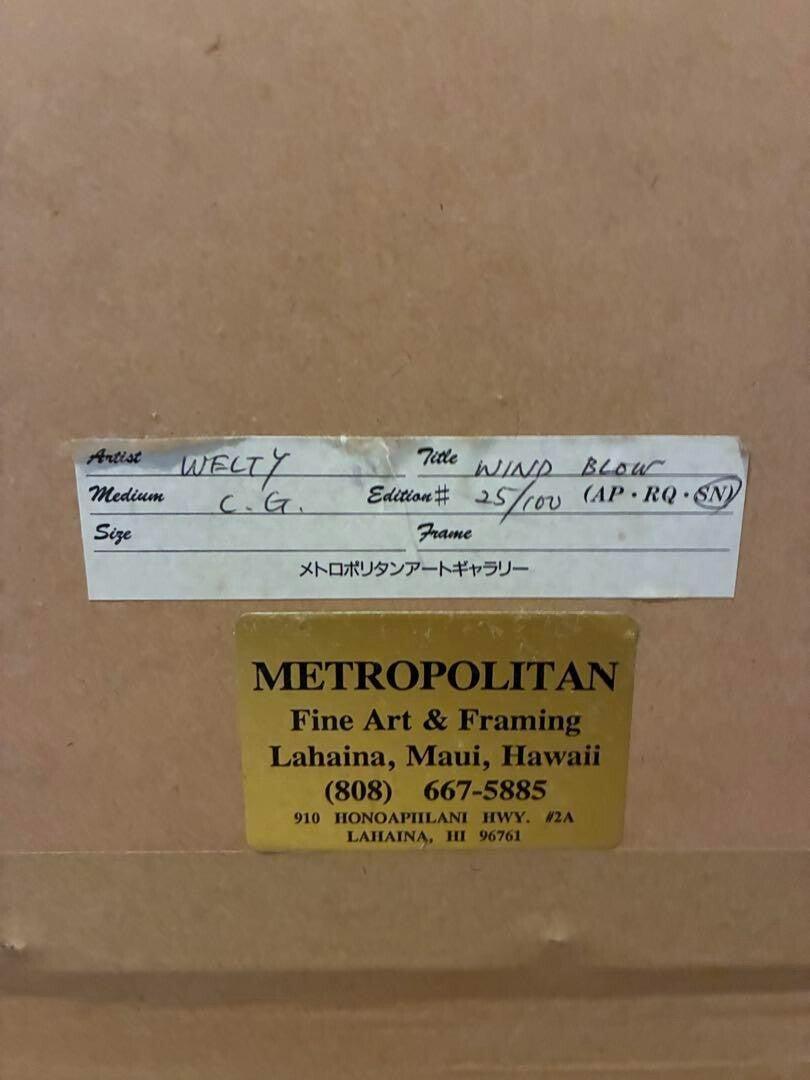 Artist WELTY Title WIND BLOW
Medium C.G. Edition# 25/100 (AP・RQ・SN)
Size Frame
メトロポリタンアートギャラリー
METROPOLITAN
Fine Art & Framing
Lahaina, Maui, Hawaii
(808) 667-5885
910 HONOAPIILANI HWY. #2A
LAHAINA, HI 96761